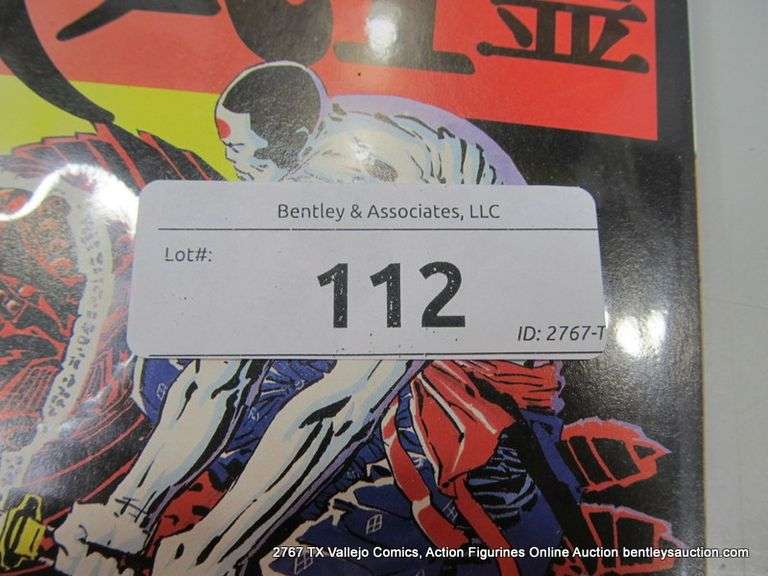 Bentley & Associates, LLC
Lot#:
112
ID: 2767-T
2767 TX Vallejo Comics, Action Figurines Online Auction bentleysauction.com